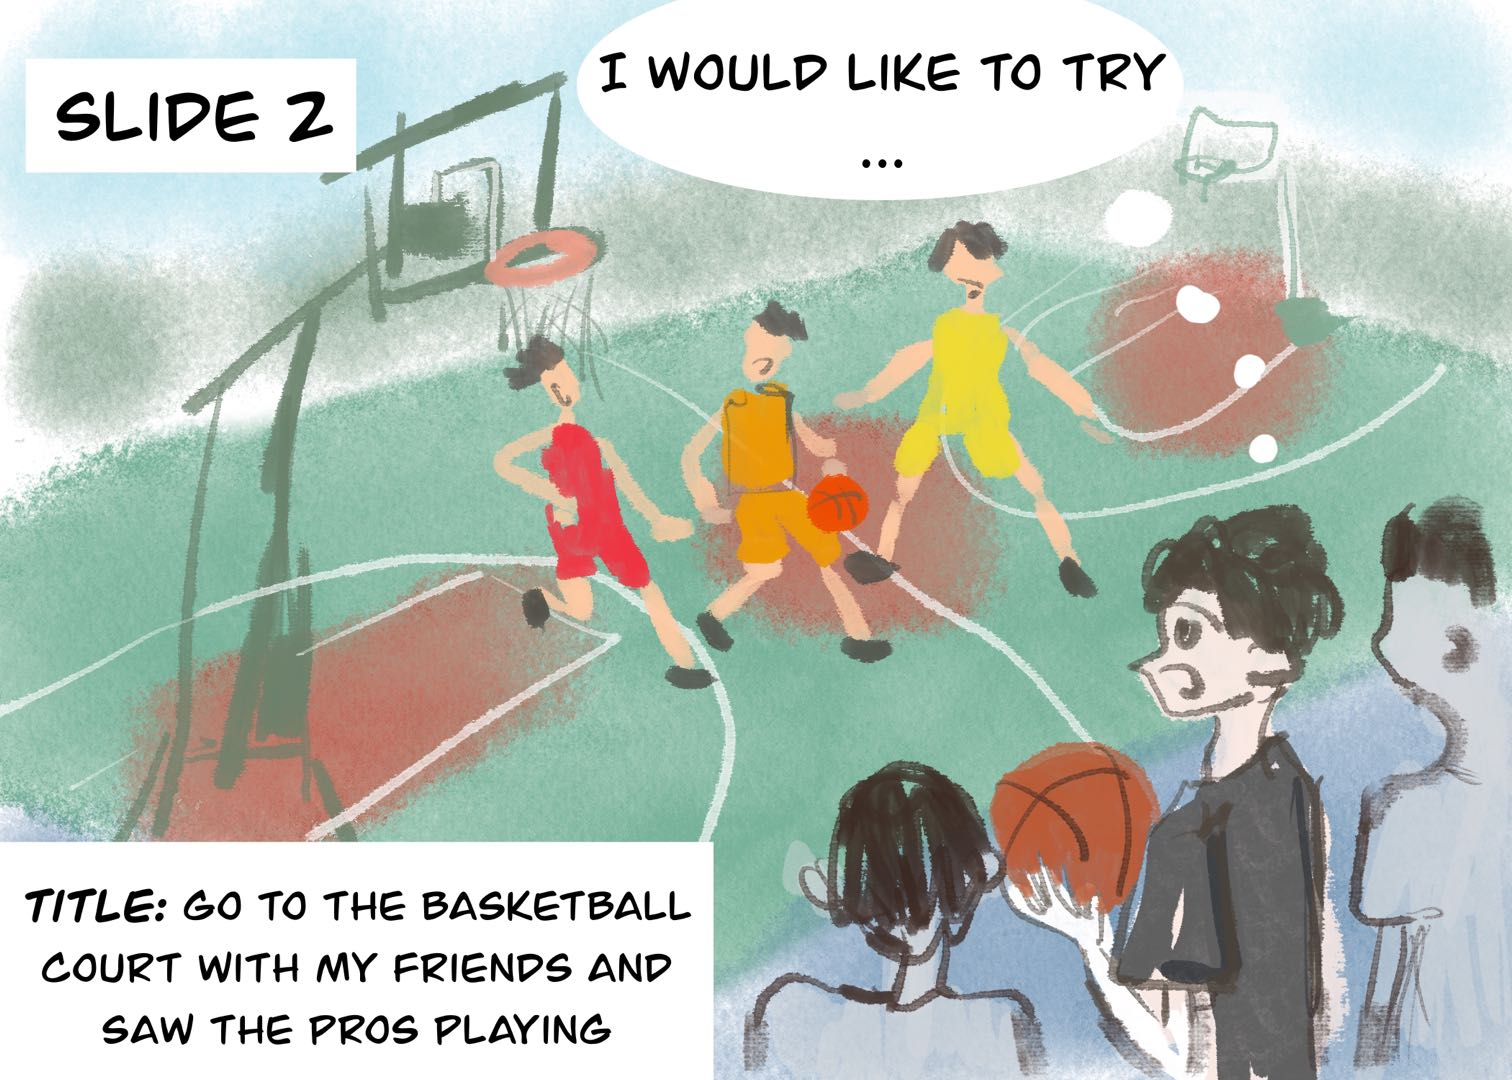 SLIDE 2
I WOULD LIKE TO TRY
...
TITLE: GO TO THE BASKETBALL
COURT WITH MY FRIENDS AND
SAW THE PROS PLAYING